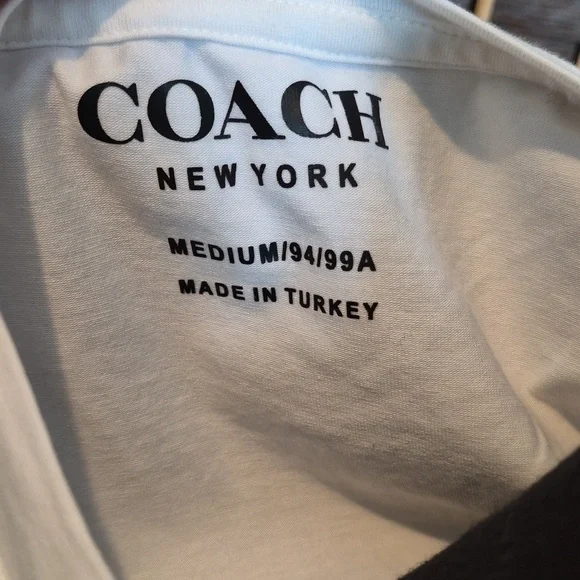 COACH
NEW YORK
MEDIUM/94/99A
MADE IN TURKEY